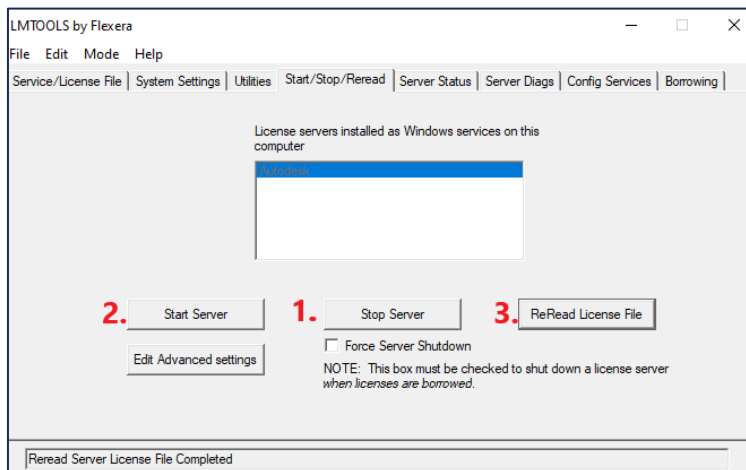 LMTOOLS by Flexera
File Edit Mode Help
Service/License File System Settings Utilities Start/Stop/Reread Server Status Server Diags Config Services Borrowing
License servers installed as Windows services on this
computer
Autodesk
2. Start Server 1. Stop Server 3. ReRead License File
Edit Advanced settings
Force Server Shutdown
NOTE: This box must be checked to shut down a license server
when licenses are borrowed.
Reread Server License File Completed